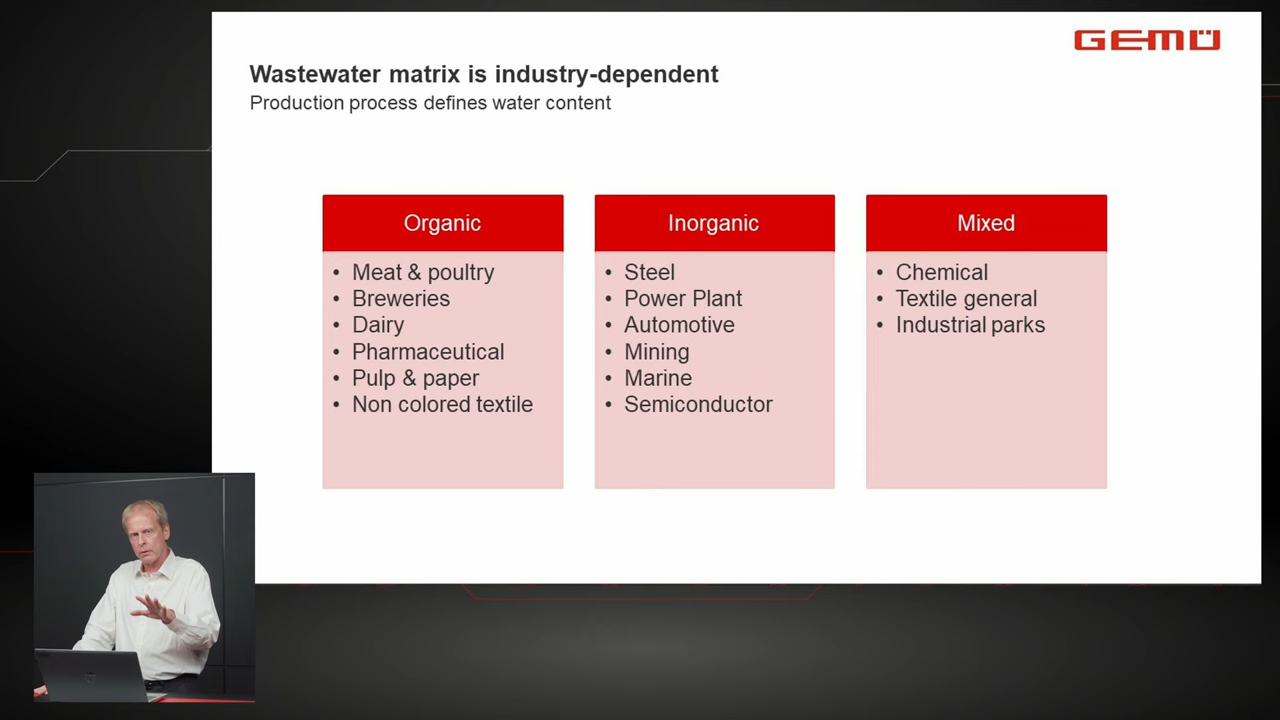 GEMÜ
Wastewater matrix is industry-dependent
Production process defines water content
Organic
• Meat & poultry
• Breweries
• Dairy
• Pharmaceutical
• Pulp & paper
• Non colored textile
Inorganic
• Steel
• Power Plant
• Automotive
• Mining
• Marine
• Semiconductor
Mixed
• Chemical
• Textile general
• Industrial parks